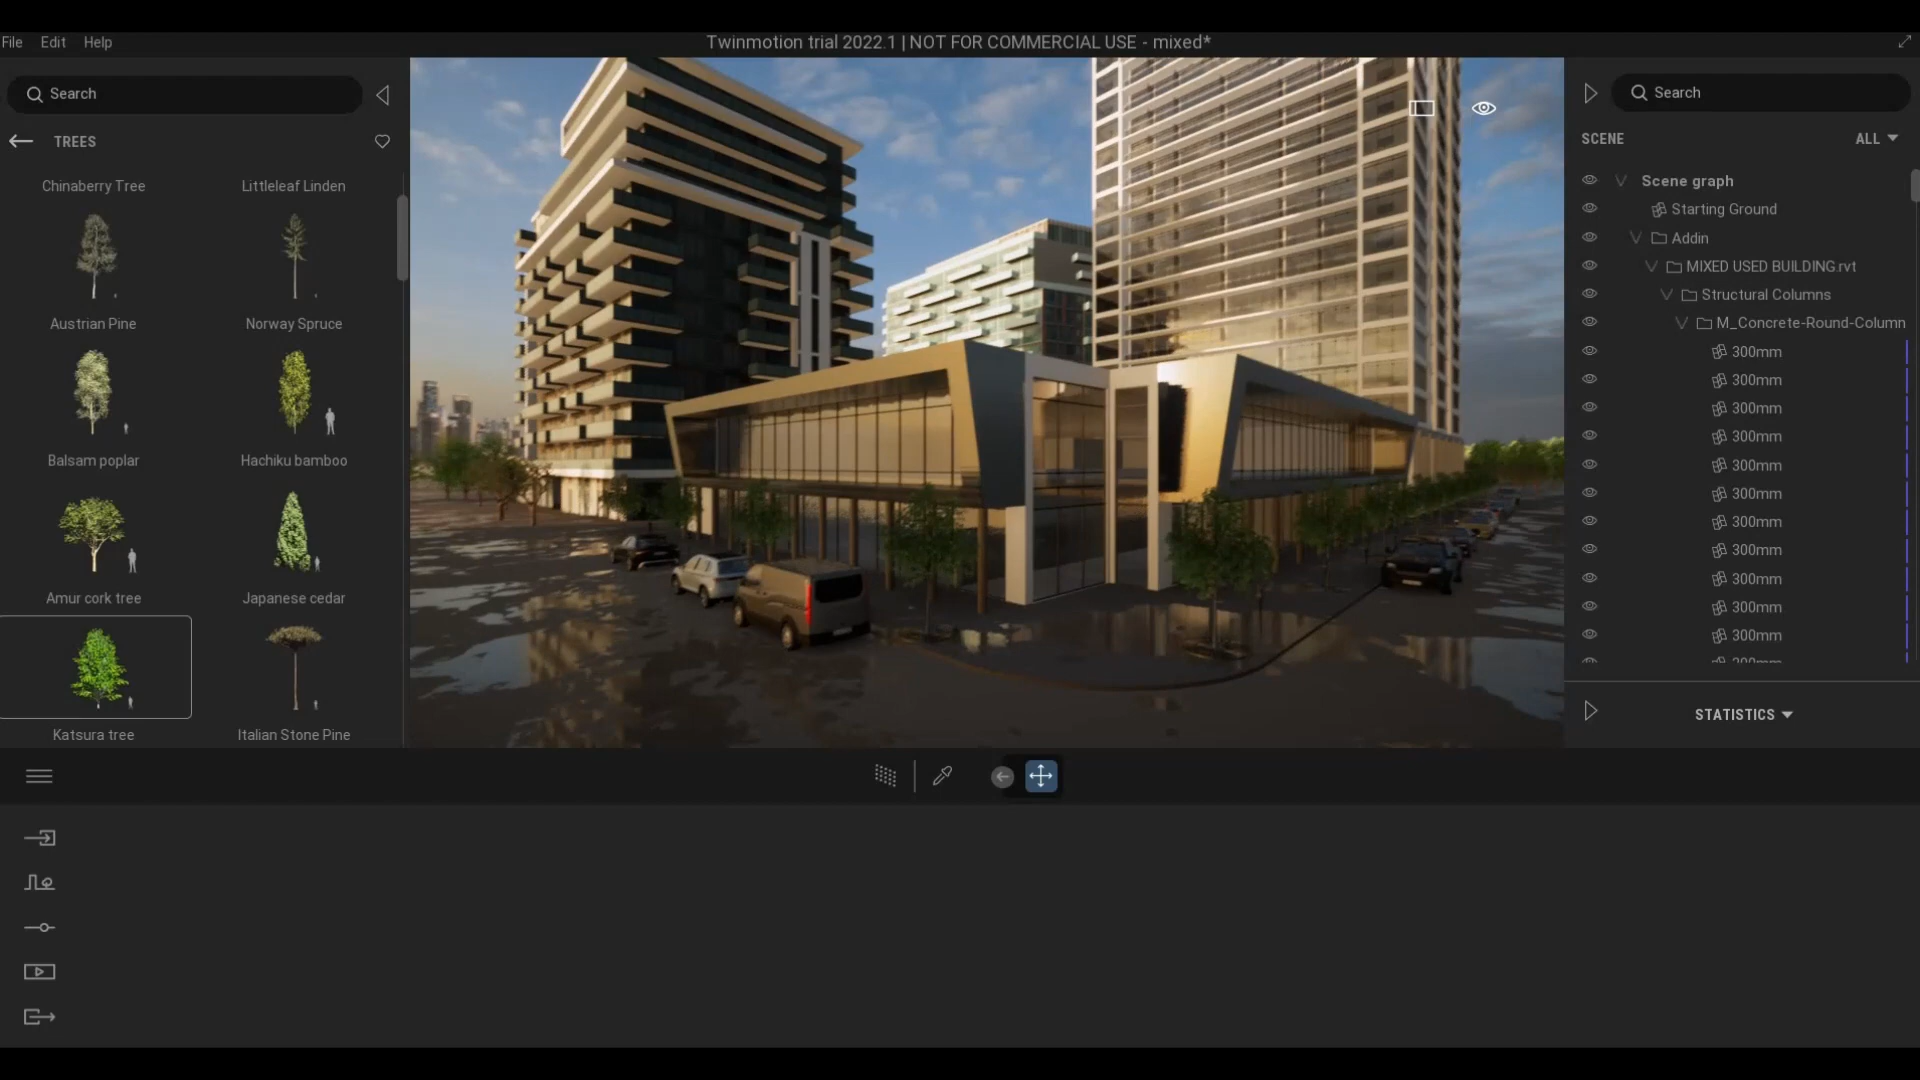 File Edit Help
Twinmotion trial 2022.1 | NOT FOR COMMERCIAL USE - mixed*
Search
TREES
Chinaberry Tree
Littleleaf Linden
Austrian Pine
Norway Spruce
Balsam poplar
Hachiku bamboo
Amur cork tree
Japanese cedar
Katsura tree
Italian Stone Pine
Search
SCENE
ALL
Scene graph
Starting Ground
Addin
MIXED USED BUILDING.rvt
Structural Columns
M_Concrete-Round-Column
300mm
300mm
300mm
300mm
300mm
300mm
300mm
300mm
300mm
300mm
300mm
STATISTICS